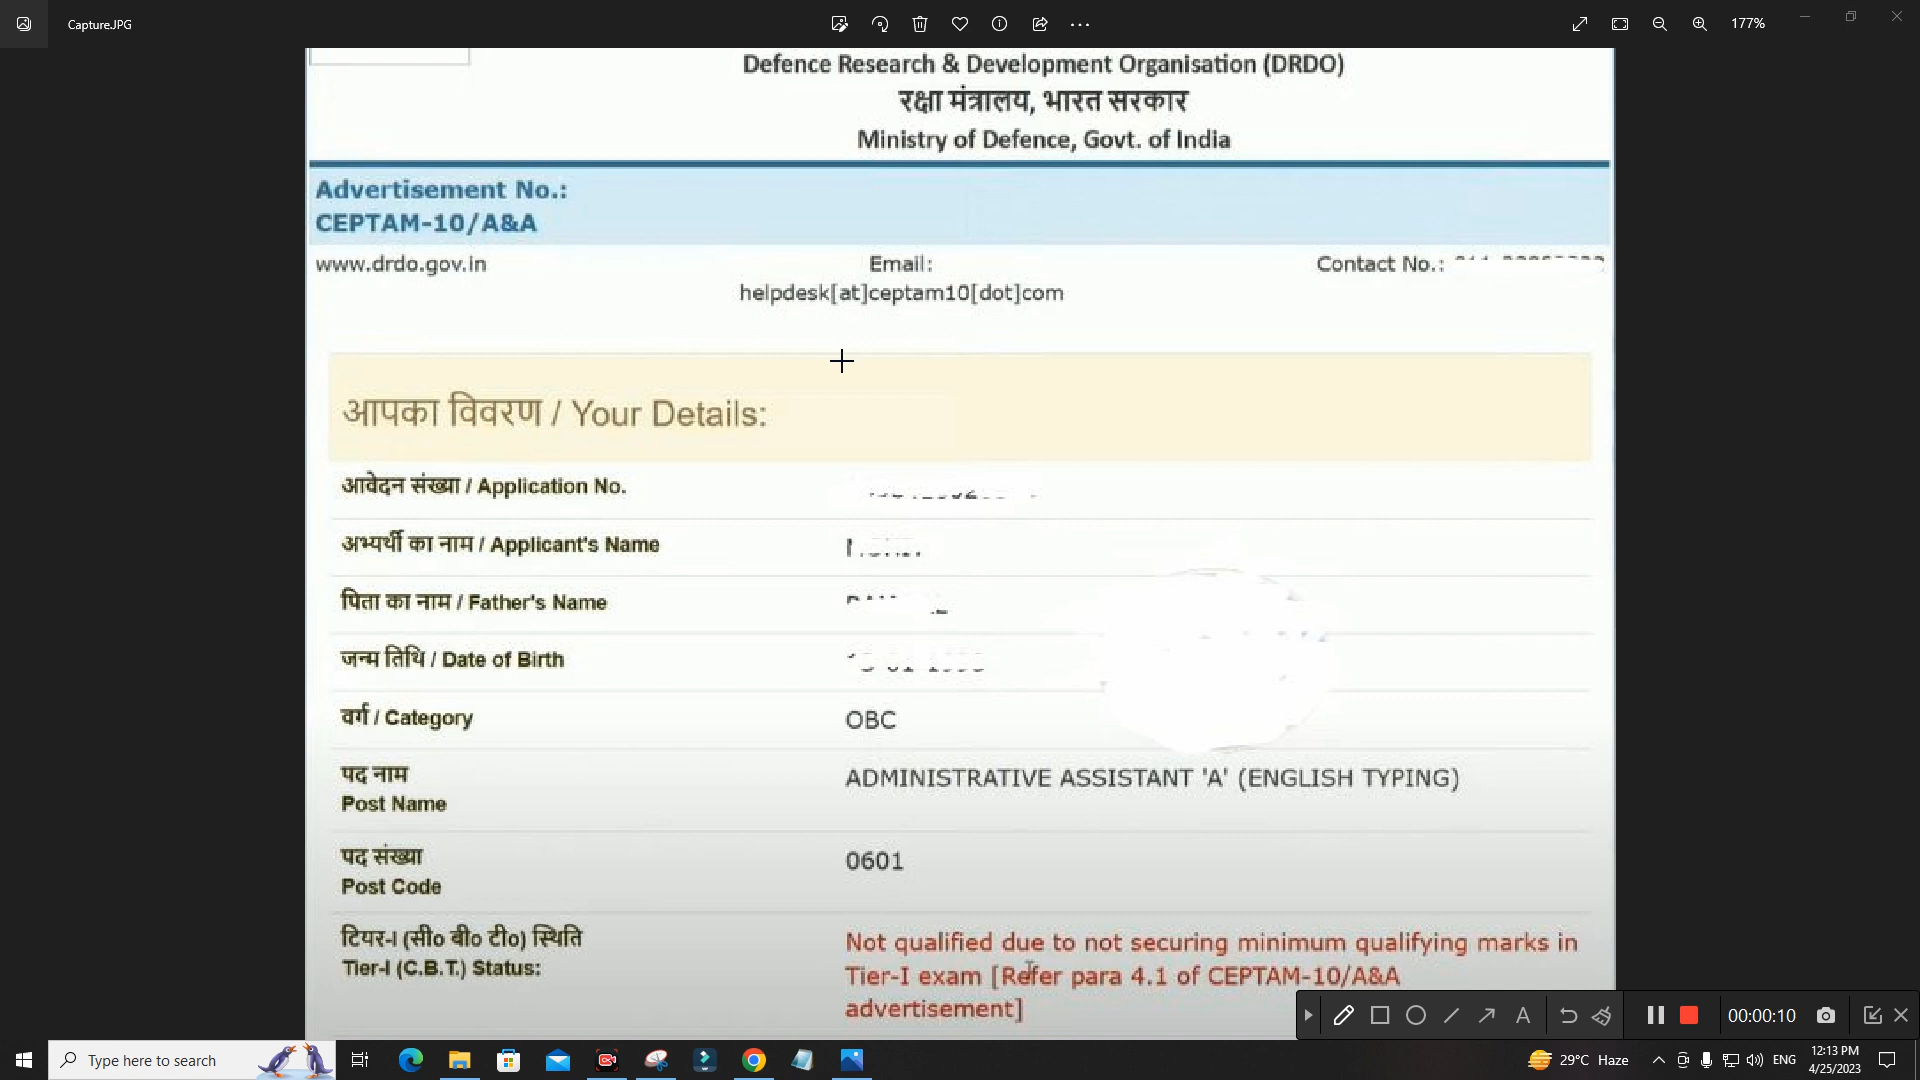 Capture.JPG
177%
Defence Research & Development Organisation (DRDO)
रक्षा मंत्रालय, भारत सरकार
Ministry of Defence, Govt. of India
Advertisement No.:
CEPTAM-10/A&A
www.drdo.gov.in
Email:
helpdesk[at]ceptam10[dot]com
Contact No.:
आपका विवरण / Your Details:
आवेदन संख्या / Application No.
अभ्यर्थी का नाम / Applicant's Name
पिता का नाम / Father's Name
जन्म तिथि / Date of Birth
वर्ग / Category
OBC
पद नाम
Post Name
ADMINISTRATIVE ASSISTANT 'A' (ENGLISH TYPING)
पद संख्या
Post Code
0601
टियर-I (सी० बी० टी०) स्थिति
Tier-I (C.B.T.) Status:
Not qualified due to not securing minimum qualifying marks in
Tier-I exam [Refer para 4.1 of CEPTAM-10/A&A
advertisement]
00:00:10
Type here to search
29°C Haze
ENG
12:13 PM
4/25/2023